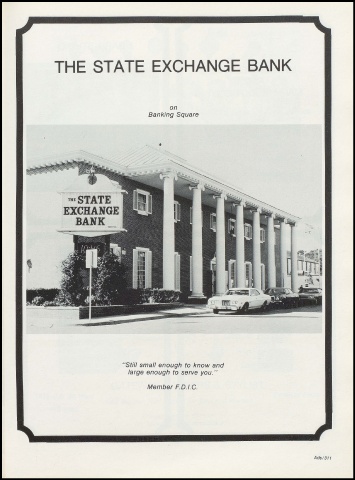 THE STATE EXCHANGE BANK
on
Banking Square
THE STATE
EXCHANGE
BANK
"Still small enough to know and
large enough to serve you."
Member F.D.I.C.